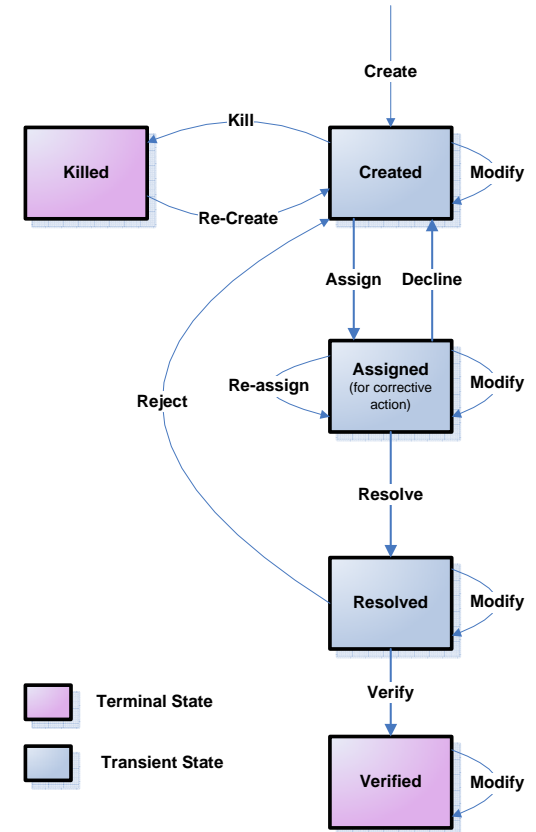 Create
Kill
Killed
Created
Modify
Re-Create
Assign
Decline
Assigned
(for corrective
action)
Re-assign
Modify
Reject
Resolve
Resolved
Modify
Verify
Terminal State
Transient State
Verified
Modify